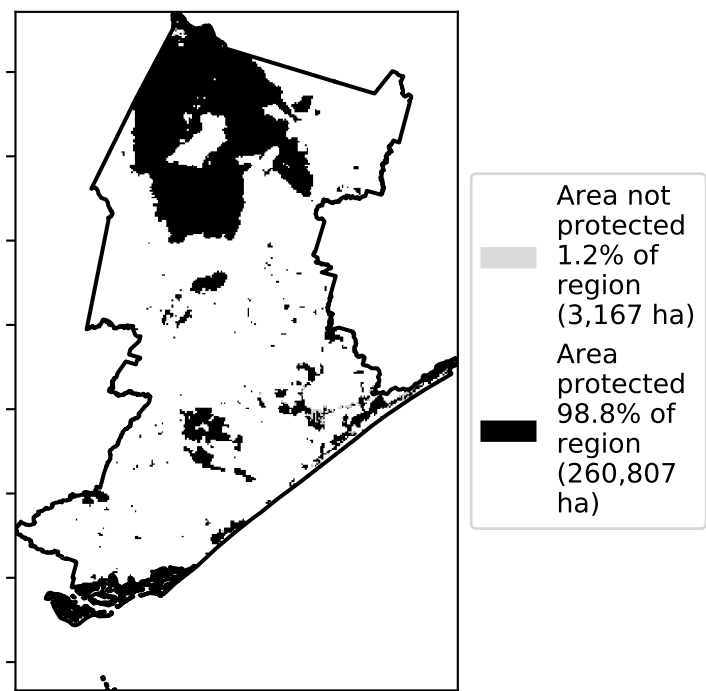 Area not
protected
1.2% of
region
(3,167 ha)
Area
protected
98.8% of
region
(260,807
ha)